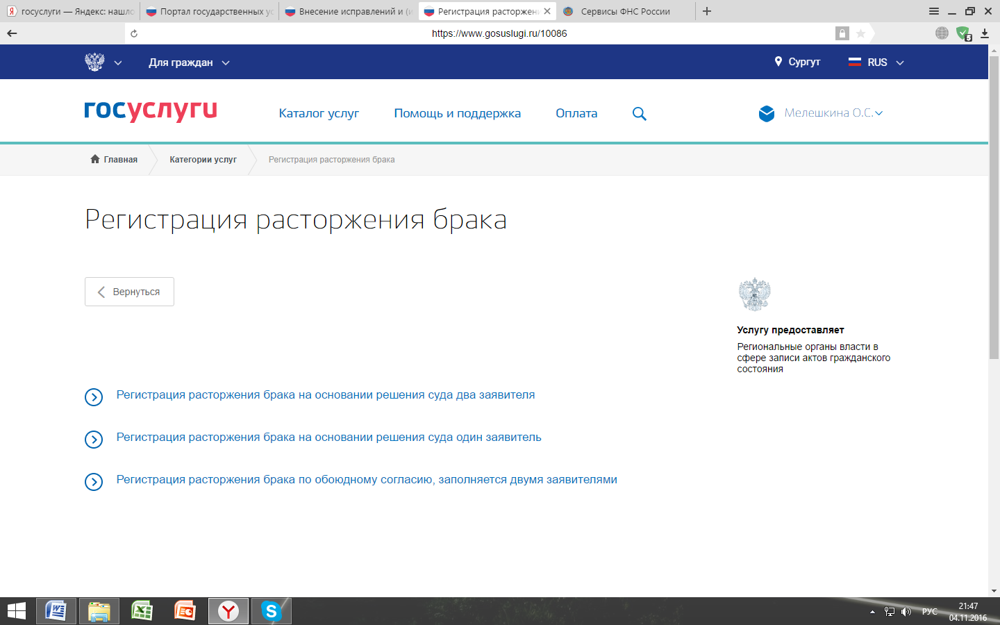 госуслуги — Яндекс: нашло
Портал государственных ус
Внесение исправлений и (и
Регистрация расторжени
Сервисы ФНС России
https://www.gosuslugi.ru/10086
Для граждан
Сургут
RUS
госуслуги
Каталог услуг
Помощь и поддержка
Оплата
Мелешкина О.С.
Главная
Категории услуг
Регистрация расторжения брака
Регистрация расторжения брака
Вернуться
Услугу предоставляет
Региональные органы власти в
сфере записи актов гражданского
состояния
Регистрация расторжения брака на основании решения суда два заявителя
Регистрация расторжения брака на основании решения суда один заявитель
Регистрация расторжения брака по обоюдному согласию, заполняется двумя заявителями
РУС
21:47
04.11.2016